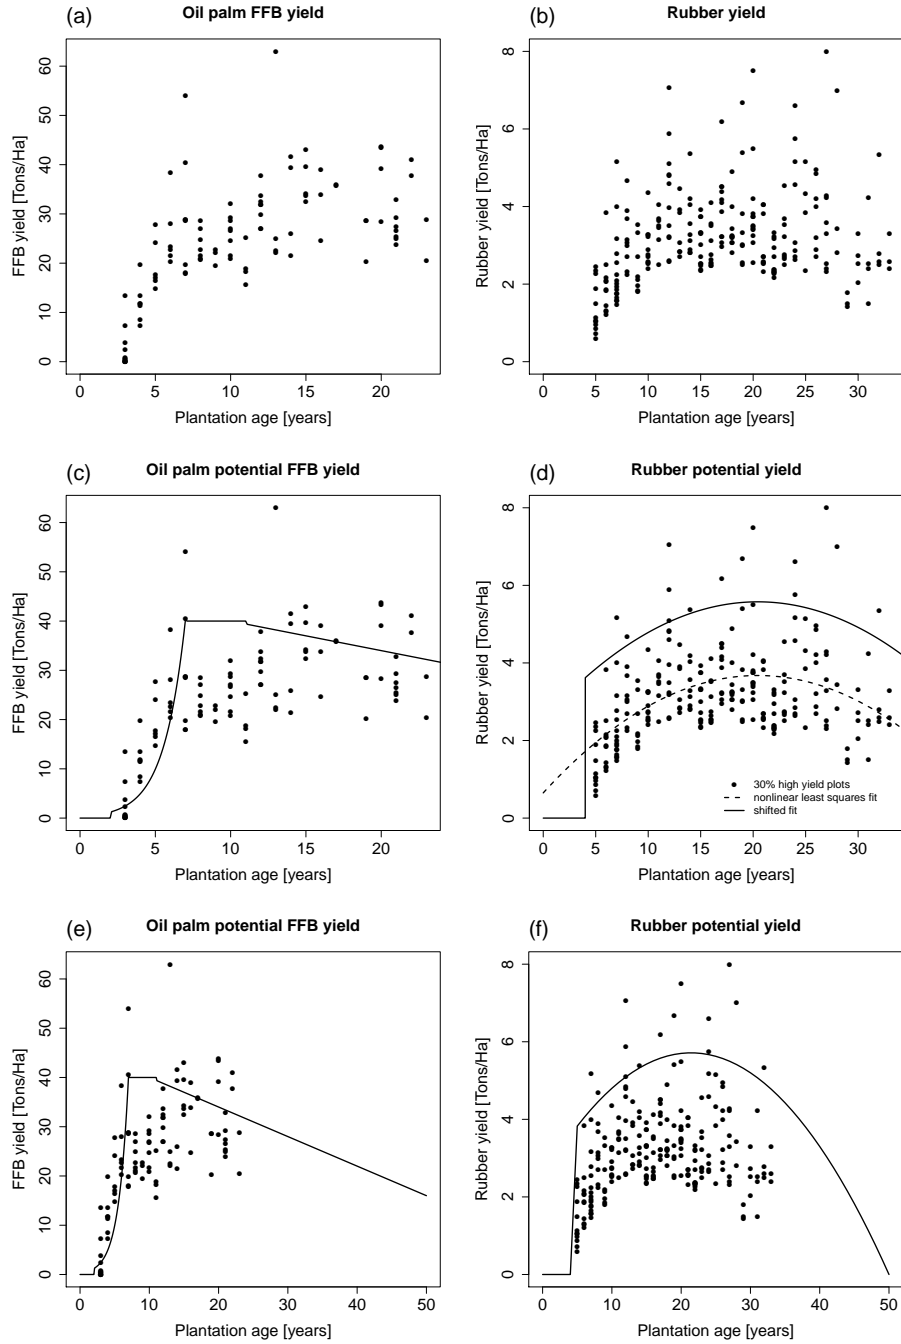 (a) Oil palm FFB yield
FFB yield [Tons/Ha]
0 10 20 30 40 50 60
0 5 10 15 20
Plantation age [years]
(b) Rubber yield
Rubber yield [Tons/Ha]
0 2 4 6 8
0 5 10 15 20 25 30
Plantation age [years]
(c) Oil palm potential FFB yield
FFB yield [Tons/Ha]
0 10 20 30 40 50 60
0 5 10 15 20
Plantation age [years]
(d) Rubber potential yield
Rubber yield [Tons/Ha]
0 2 4 6 8
30% high yield plots
nonlinear least squares fit
shifted fit
0 5 10 15 20 25 30
Plantation age [years]
(e) Oil palm potential FFB yield
FFB yield [Tons/Ha]
0 10 20 30 40 50 60
0 10 20 30 40 50
Plantation age [years]
(f) Rubber potential yield
Rubber yield [Tons/Ha]
0 2 4 6 8
0 10 20 30 40 50
Plantation age [years]